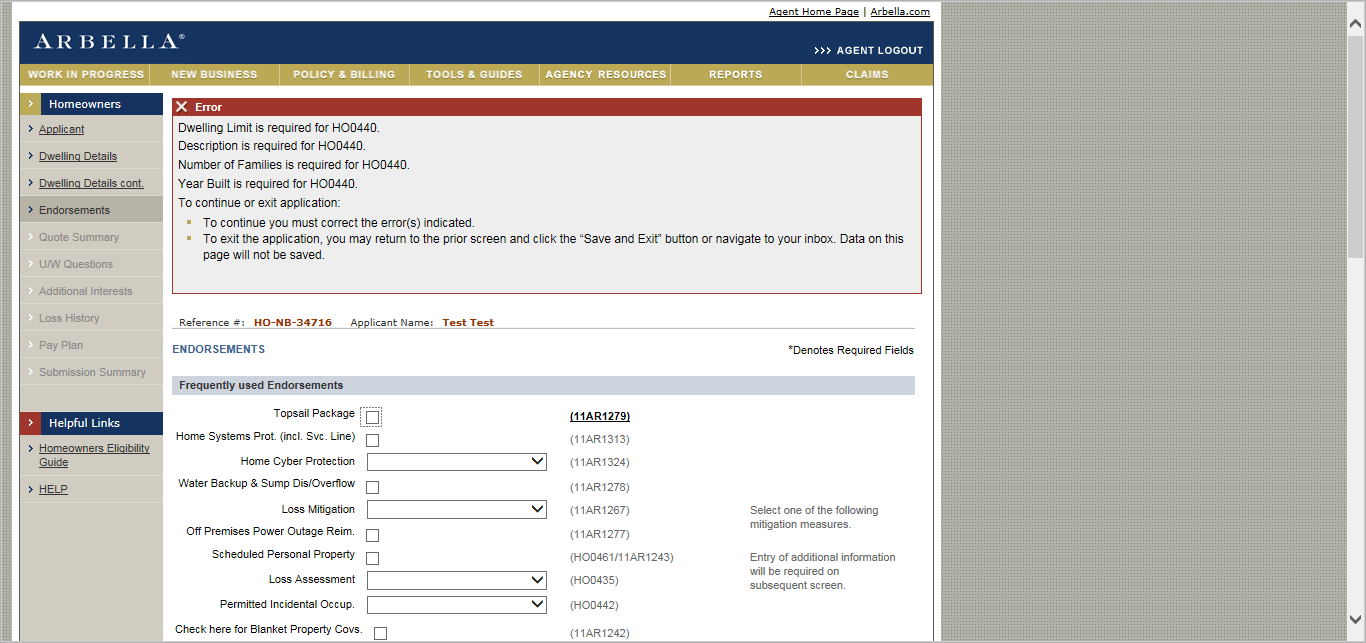 Agent Home Page | Arbella.com
ARBELLA®
>>> AGENT LOGOUT
WORK IN PROGRESS NEW BUSINESS POLICY & BILLING TOOLS & GUIDES AGENCY RESOURCES REPORTS CLAIMS
Homeowners
Applicant
Dwelling Details
Dwelling Details cont.
Endorsements
Quote Summary
U/W Questions
Additional Interests
Loss History
Pay Plan
Submission Summary
Helpful Links
Homeowners Eligibility
Guide
HELP
Error
Dwelling Limit is required for HO0440.
Description is required for HO0440.
Number of Families is required for HO0440.
Year Built is required for HO0440.
To continue or exit application:
To continue you must correct the error(s) indicated.
To exit the application, you may return to the prior screen and click the “Save and Exit” button or navigate to your inbox. Data on this
page will not be saved.
Reference #: HO-NB-34716 Applicant Name: Test Test
ENDORSEMENTS *Denotes Required Fields
Frequently used Endorsements
Topsail Package (11AR1279)
Home Systems Prot. (incl. Svc. Line) (11AR1313)
Home Cyber Protection (11AR1324)
Water Backup & Sump Dis/Overflow (11AR1278)
Loss Mitigation (11AR1267) Select one of the following
mitigation measures.
Off Premises Power Outage Reim. (11AR1277)
Scheduled Personal Property (HO0461/11AR1243) Entry of additional information
will be required on
subsequent screen.
Loss Assessment (HO0435)
Permitted Incidental Occup. (HO0442)
Check here for Blanket Property Covs. (11AR1242)